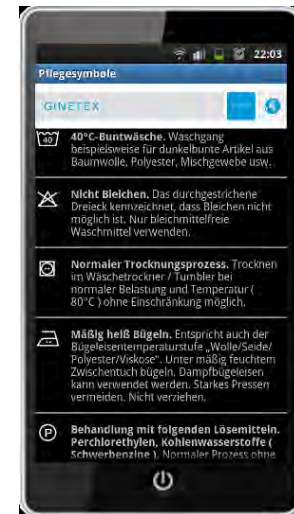 22:03
Pflegesymbole
GINETEX
40
40°C-Buntwäsche. Waschgang
beispielsweise für dunkelbunte Artikel aus
Baumwolle, Polyester, Mischgewebe usw.
Nicht Bleichen. Das durchgestrichene
Dreieck kennzeichnet, dass Bleichen nicht
möglich ist. Nur bleichmittelfreie
Waschmittel verwenden.
Normaler Trocknungsprozess. Trocknen
im Wäschetrockner / Tumbler bei
normaler Belastung und Temperatur (
80°C ) ohne Einschränkung möglich.
Mäßig heiß Bügeln. Entspricht auch der
Bügeleisentemperaturstufe „Wolle/Seide/
Polyester/Viskose". Unter mäßig feuchtem
Zwischentuch bügeln. Dampfbügeleisen
kann verwendet werden. Starkes Pressen
vermeiden. Nicht verziehen.
P
Behandlung mit folgenden Lösemitteln.
Perchlorethylen, Kohlenwasserstoffe (
Schwerbenzine ). Normaler Prozess ohne